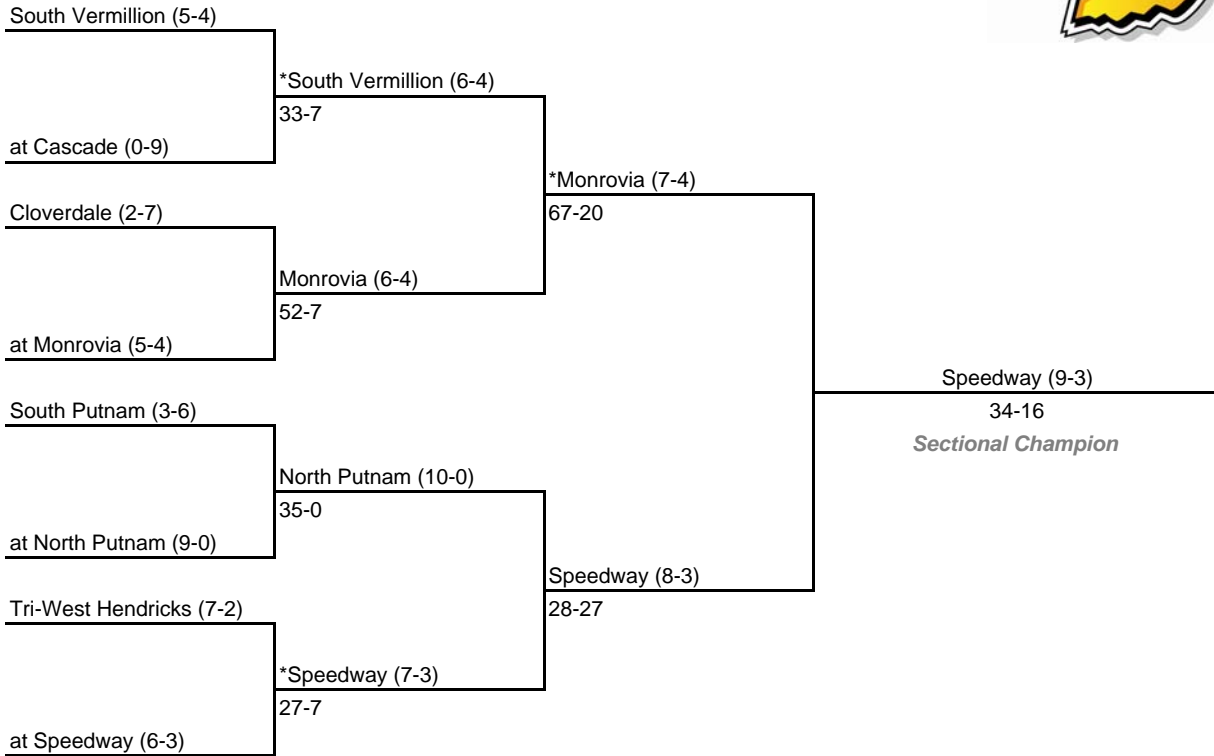 South Vermillion (5-4)
*South Vermillion (6-4)
33-7
at Cascade (0-9)
*Monrovia (7-4)
67-20
Cloverdale (2-7)
Monrovia (6-4)
52-7
at Monrovia (5-4)
Speedway (9-3)
34-16
Sectional Champion
South Putnam (3-6)
North Putnam (10-0)
35-0
at North Putnam (9-0)
Speedway (8-3)
28-27
Tri-West Hendricks (7-2)
*Speedway (7-3)
27-7
at Speedway (6-3)